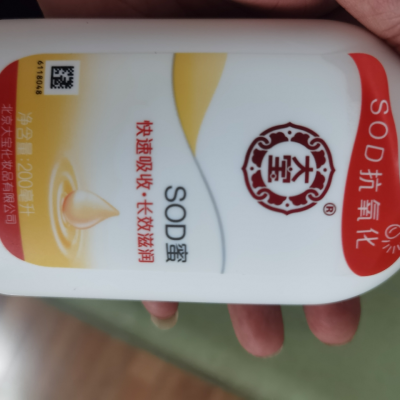 SOD抗氧化
大宝
®
SOD蜜
快速吸收·长效滋润
6118048
净含量:200毫升
北京大宝化妆品有限公司